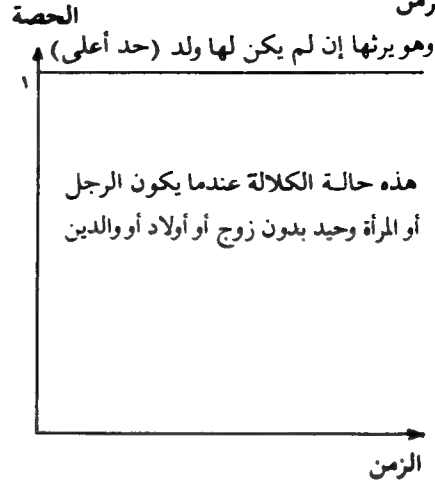 زمن
الحصة
وهو يرثها إن لم يكن لها ولد (حد أعلى)
١
هذه حالة الكلالة عندما يكون الرجل
أو المرأة وحيد بدون زوج أو أولاد أو والدين
الزمن